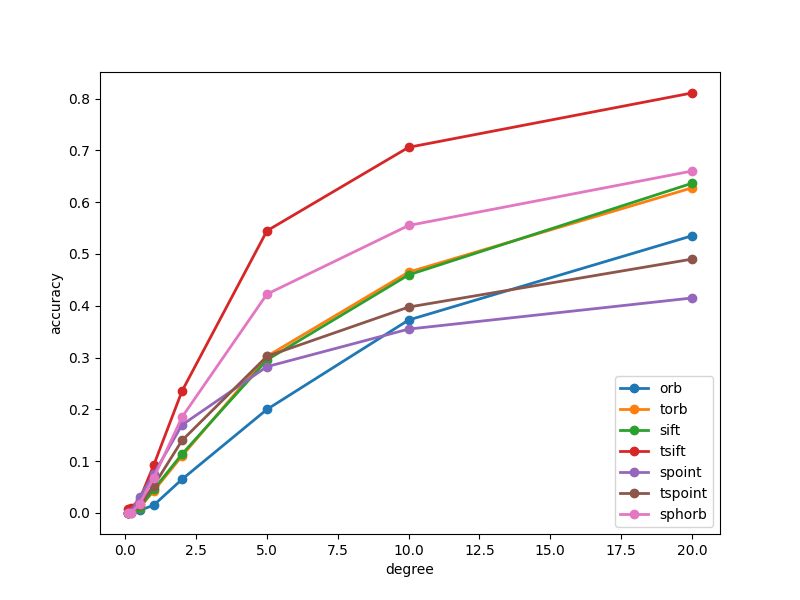 0.8
0.7
0.6
0.5
0.4
0.3
0.2
0.1
0.0
accuracy
0.0 2.5 5.0 7.5 10.0 12.5 15.0 17.5 20.0
degree
orb
torb
sift
tsift
spoint
tspoint
sphorb